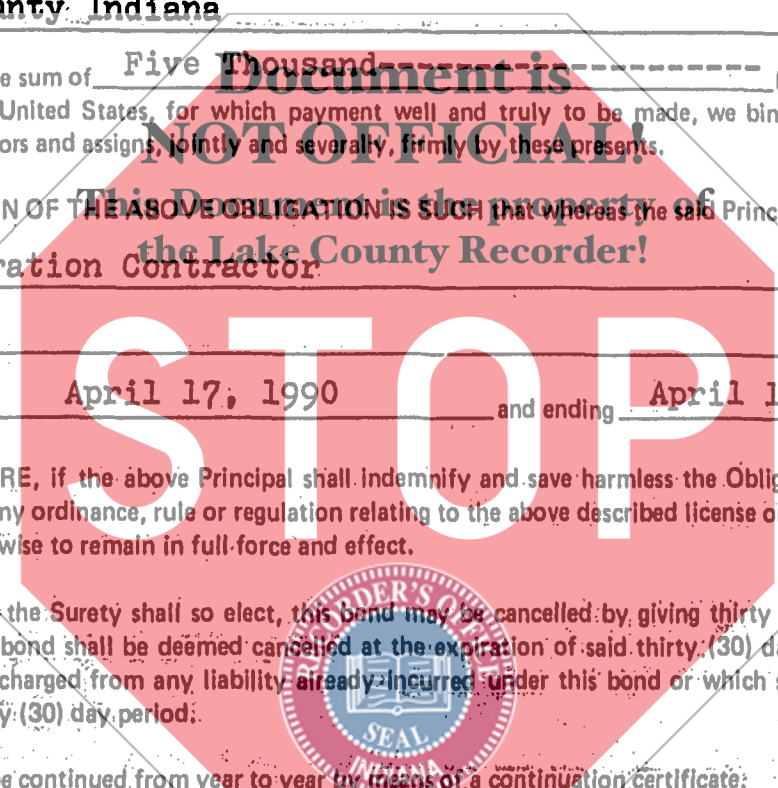 unty Indiana
e sum of Five Thousand--------------------------
Document is
United States, for which payment well and truly to be made, we bin
ors and assigns, jointly and severally, firmly by these presents.
NOT OFFICIAL!
This Document is the property of
N OF THE ABOVE OBLIGATION IS SUCH that whereas the said Princ
the Lake County Recorder!
ration Contractor
STOP
April 17, 1990 and ending April 1
RE, if the above Principal shall indemnify and save harmless the Oblig
ny ordinance, rule or regulation relating to the above described license o
wise to remain in full force and effect.
the Surety shall so elect, this bond may be cancelled by giving thirty
bond shall be deemed cancelled at the expiration of said thirty (30) da
charged from any liability already incurred under this bond or which s
y (30) day period.
RECORDER'S OFFICE
SEAL
INDIANA
e continued from year to year by means of a continuation certificate.